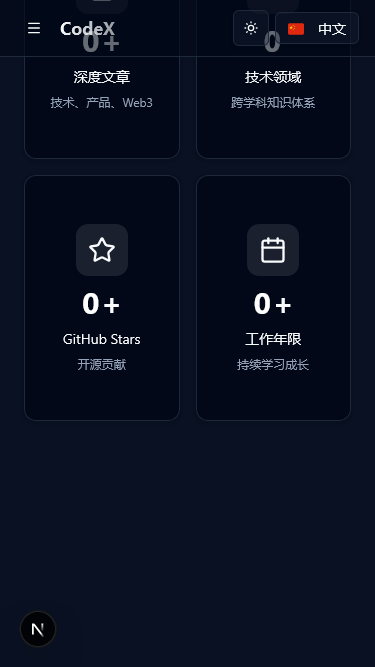 CodeX
中文
0+
0
深度文章
技术领域
技术、产品、Web3
跨学科知识体系
0+
0+
GitHub Stars
工作年限
开源贡献
持续学习成长
N